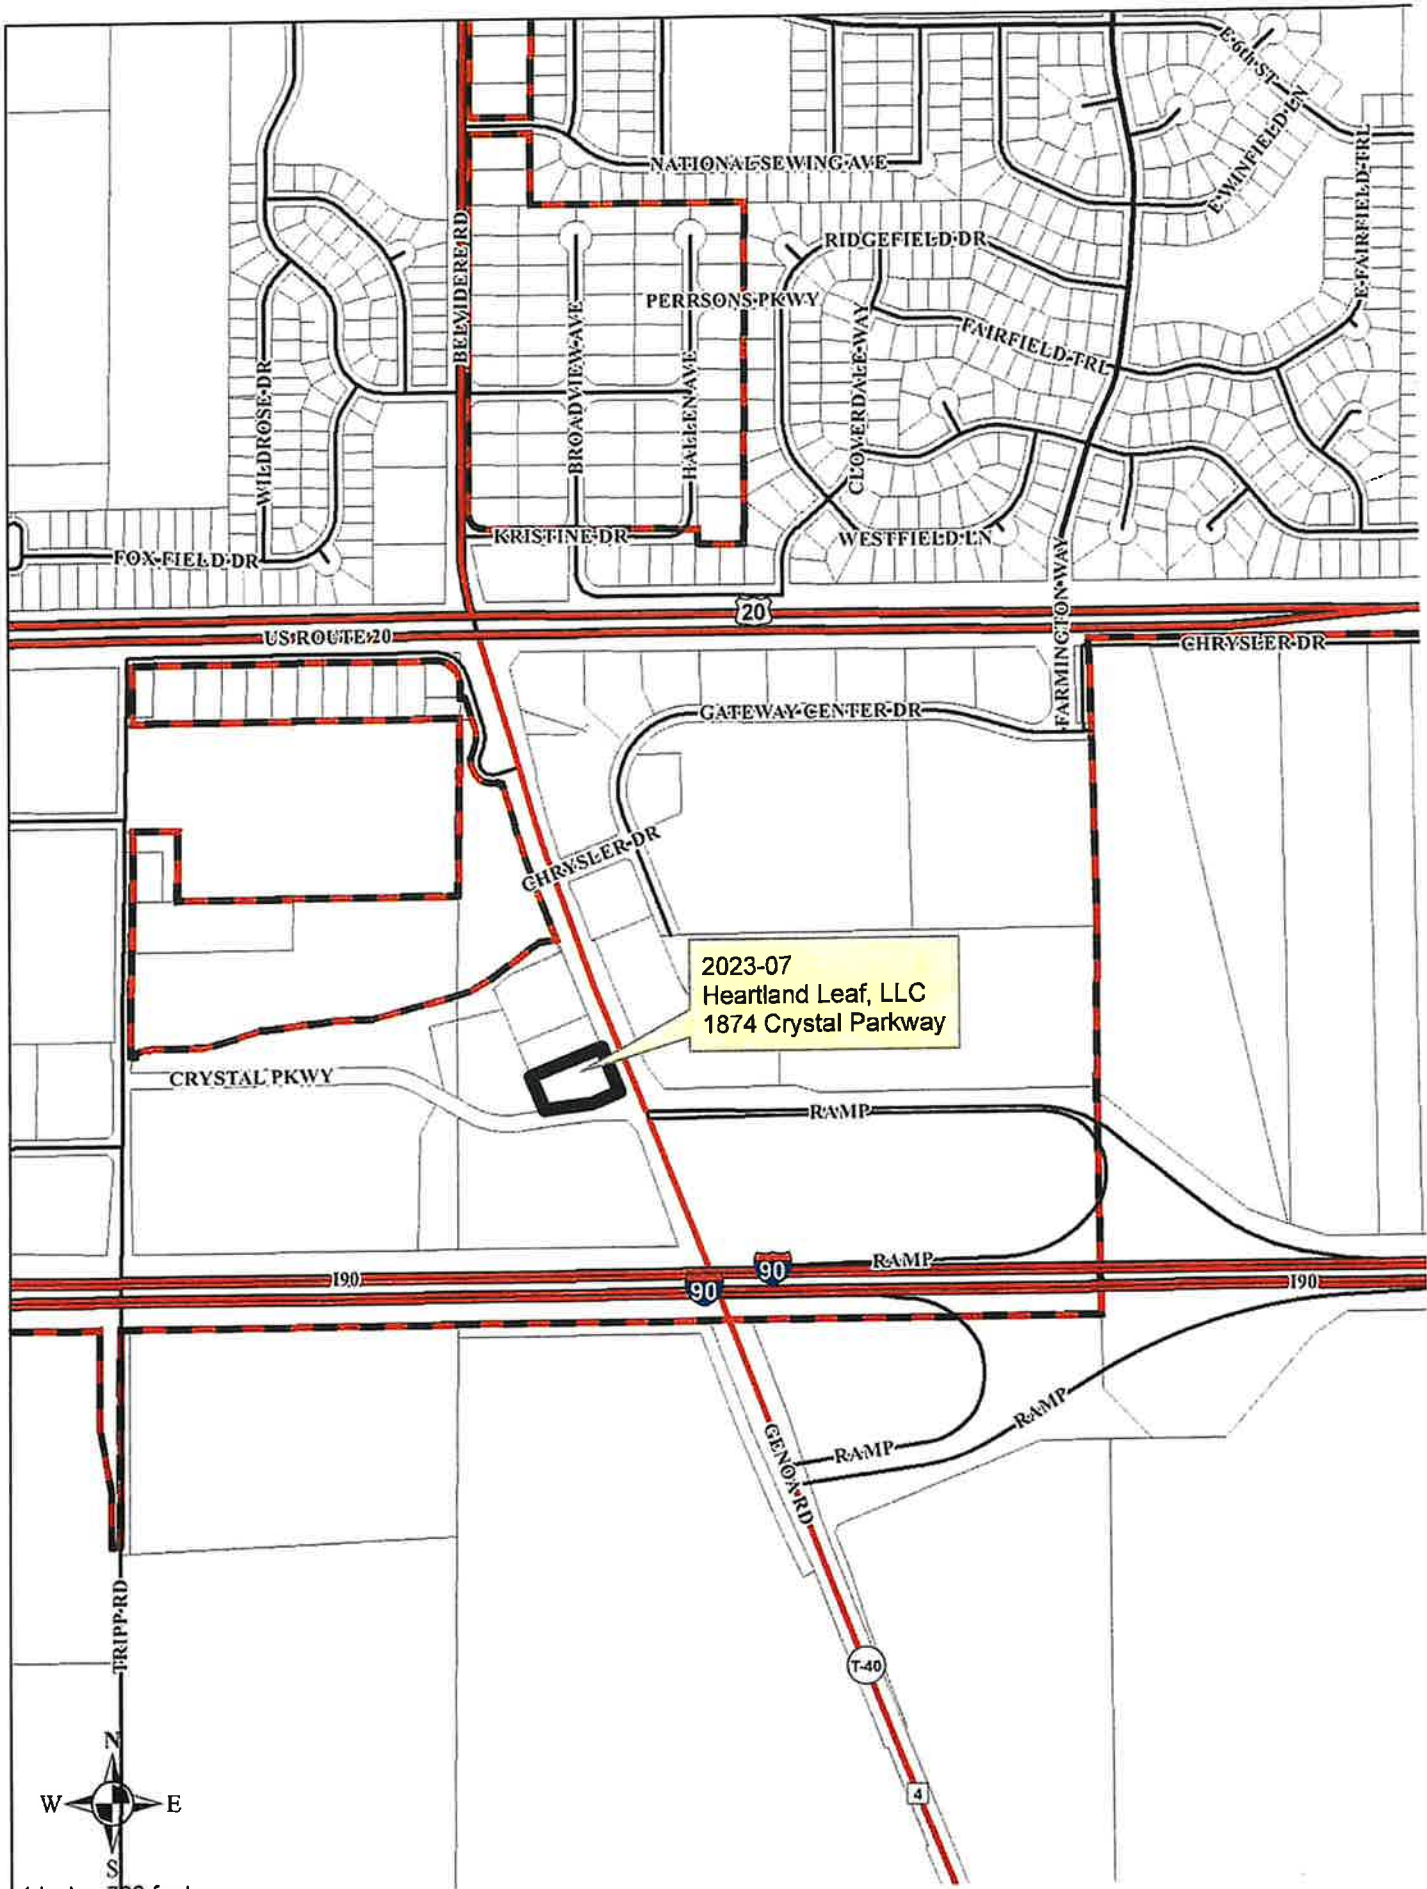 E 6th ST
NATIONAL SEWING AVE
E WINFIELD LN
E FAIRFIELD TRL
BELVIDERE RD
RIDGEFIELD DR
PERRSONS PKWY
FAIRFIELD TRL
WILDROSE DR
BROADVIEW AVE
HALLEN AVE
CLOVERDALE WAY
KRISTINE DR
WESTFIELD LN
FOX FIELD DR
FARMINGTON WAY
20
US ROUTE 20
CHRYSLER DR
GATEWAY CENTER DR
CHRYSLER DR
2023-07
Heartland Leaf, LLC
1874 Crystal Parkway
CRYSTAL PKWY
RAMP
RAMP
I90
90
90
I90
RAMP
RAMP
GENOA RD
TRIPP RD
T-40
4
N
W E
S